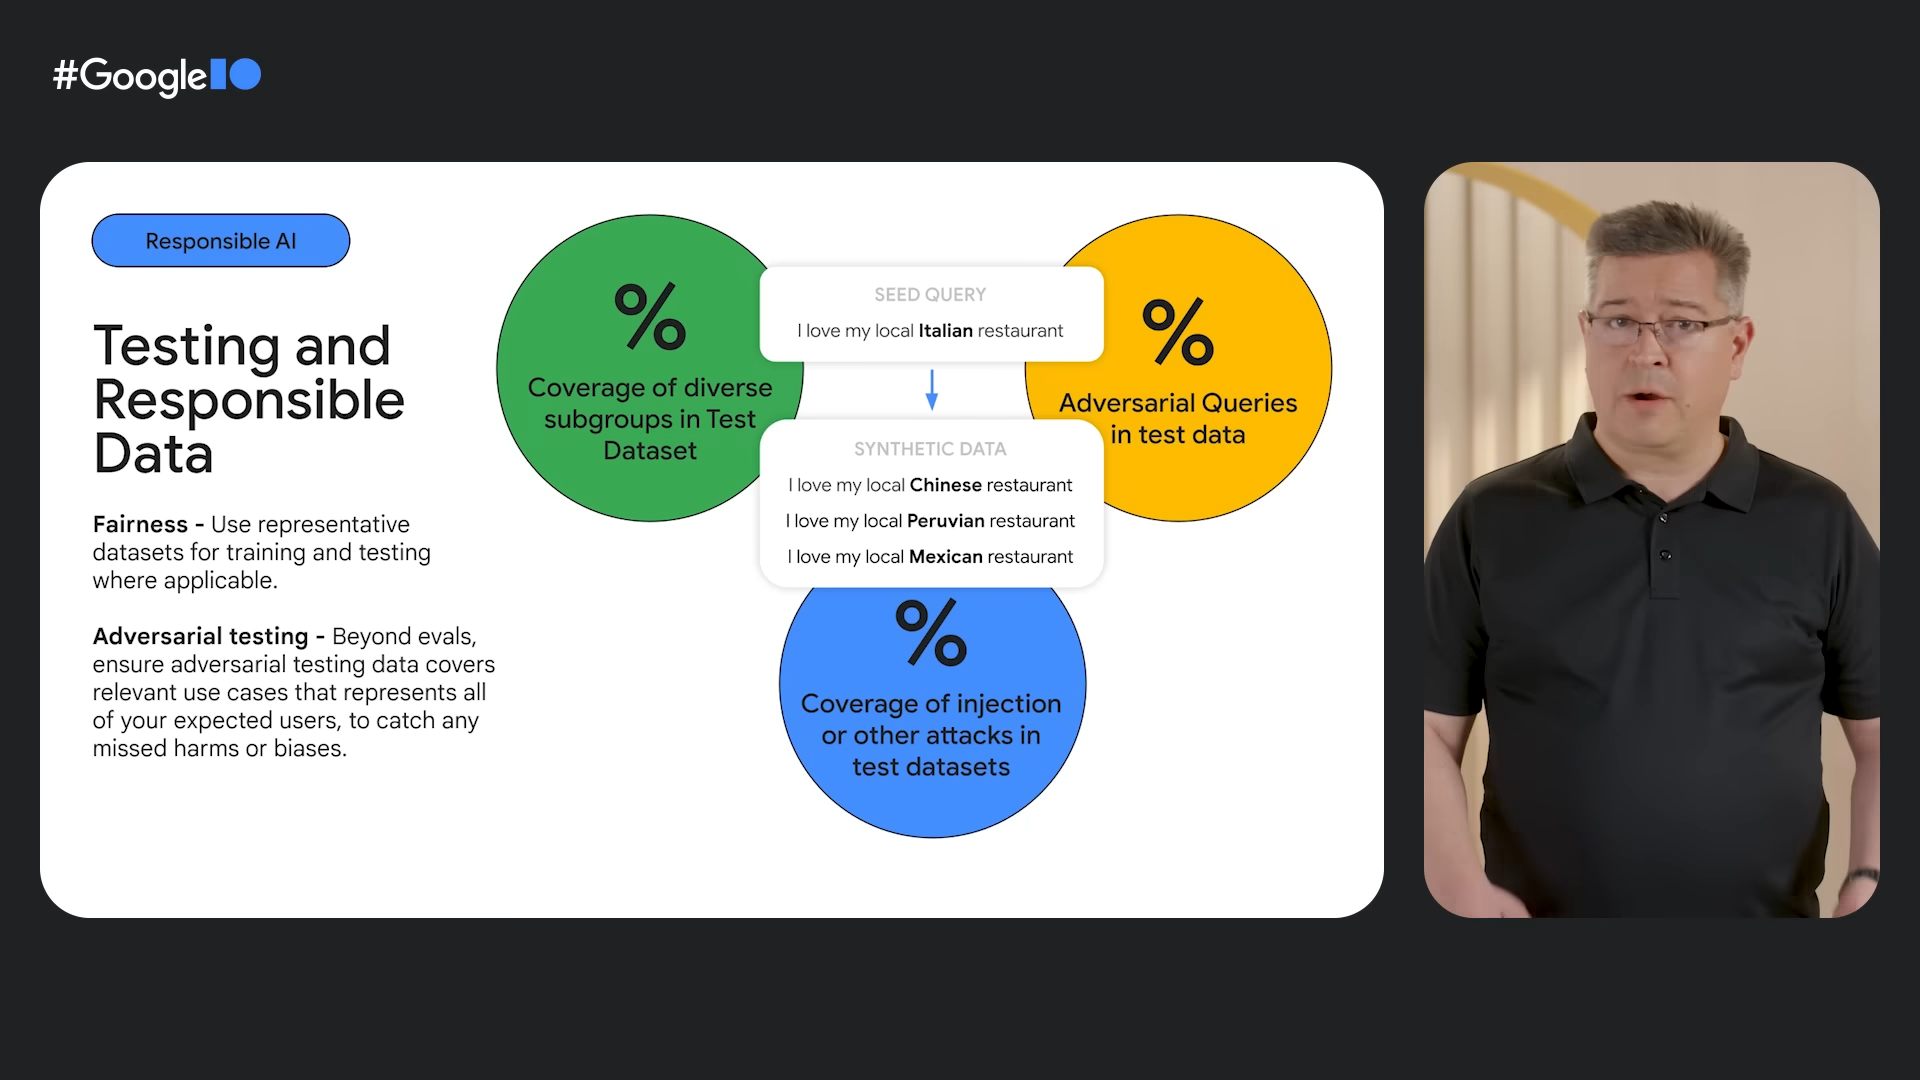 #GoogleIO
Responsible AI
Testing and
Responsible
Data
Fairness - Use representative
datasets for training and testing
where applicable.
Adversarial testing - Beyond evals,
ensure adversarial testing data covers
relevant use cases that represents all
of your expected users, to catch any
missed harms or biases.
%
Coverage of diverse
subgroups in Test
Dataset
SEED QUERY
I love my local Italian restaurant
SYNTHETIC DATA
I love my local Chinese restaurant
I love my local Peruvian restaurant
I love my local Mexican restaurant
%
Adversarial Queries
in test data
%
Coverage of injection
or other attacks in
test datasets